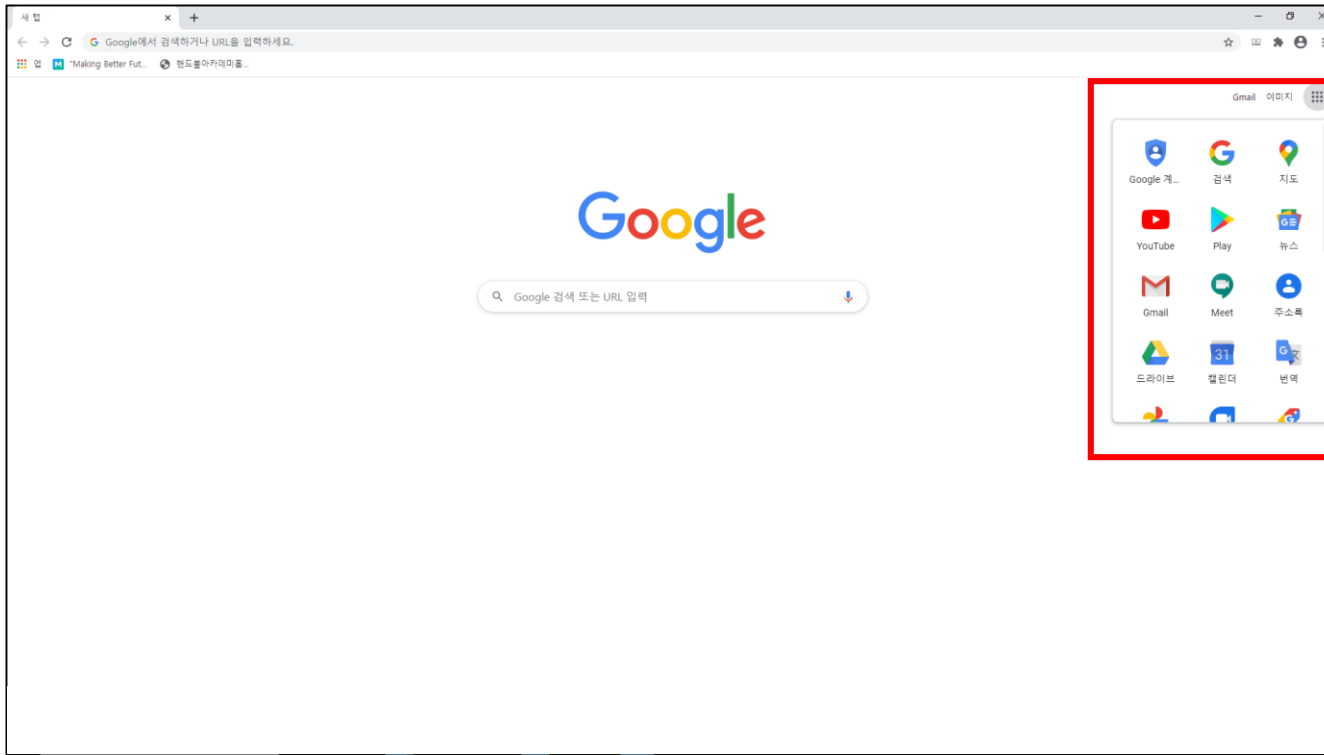 새 탭
Google에서 검색하거나 URL을 입력하세요.
앱 M "Making Better Fut... 핸드볼아카데미홈...
Gmail 이미지
Google 계... 검색 지도
Google
YouTube Play 뉴스
Google 검색 또는 URL 입력
Gmail Meet 주소록
31
드라이브 캘린더 번역